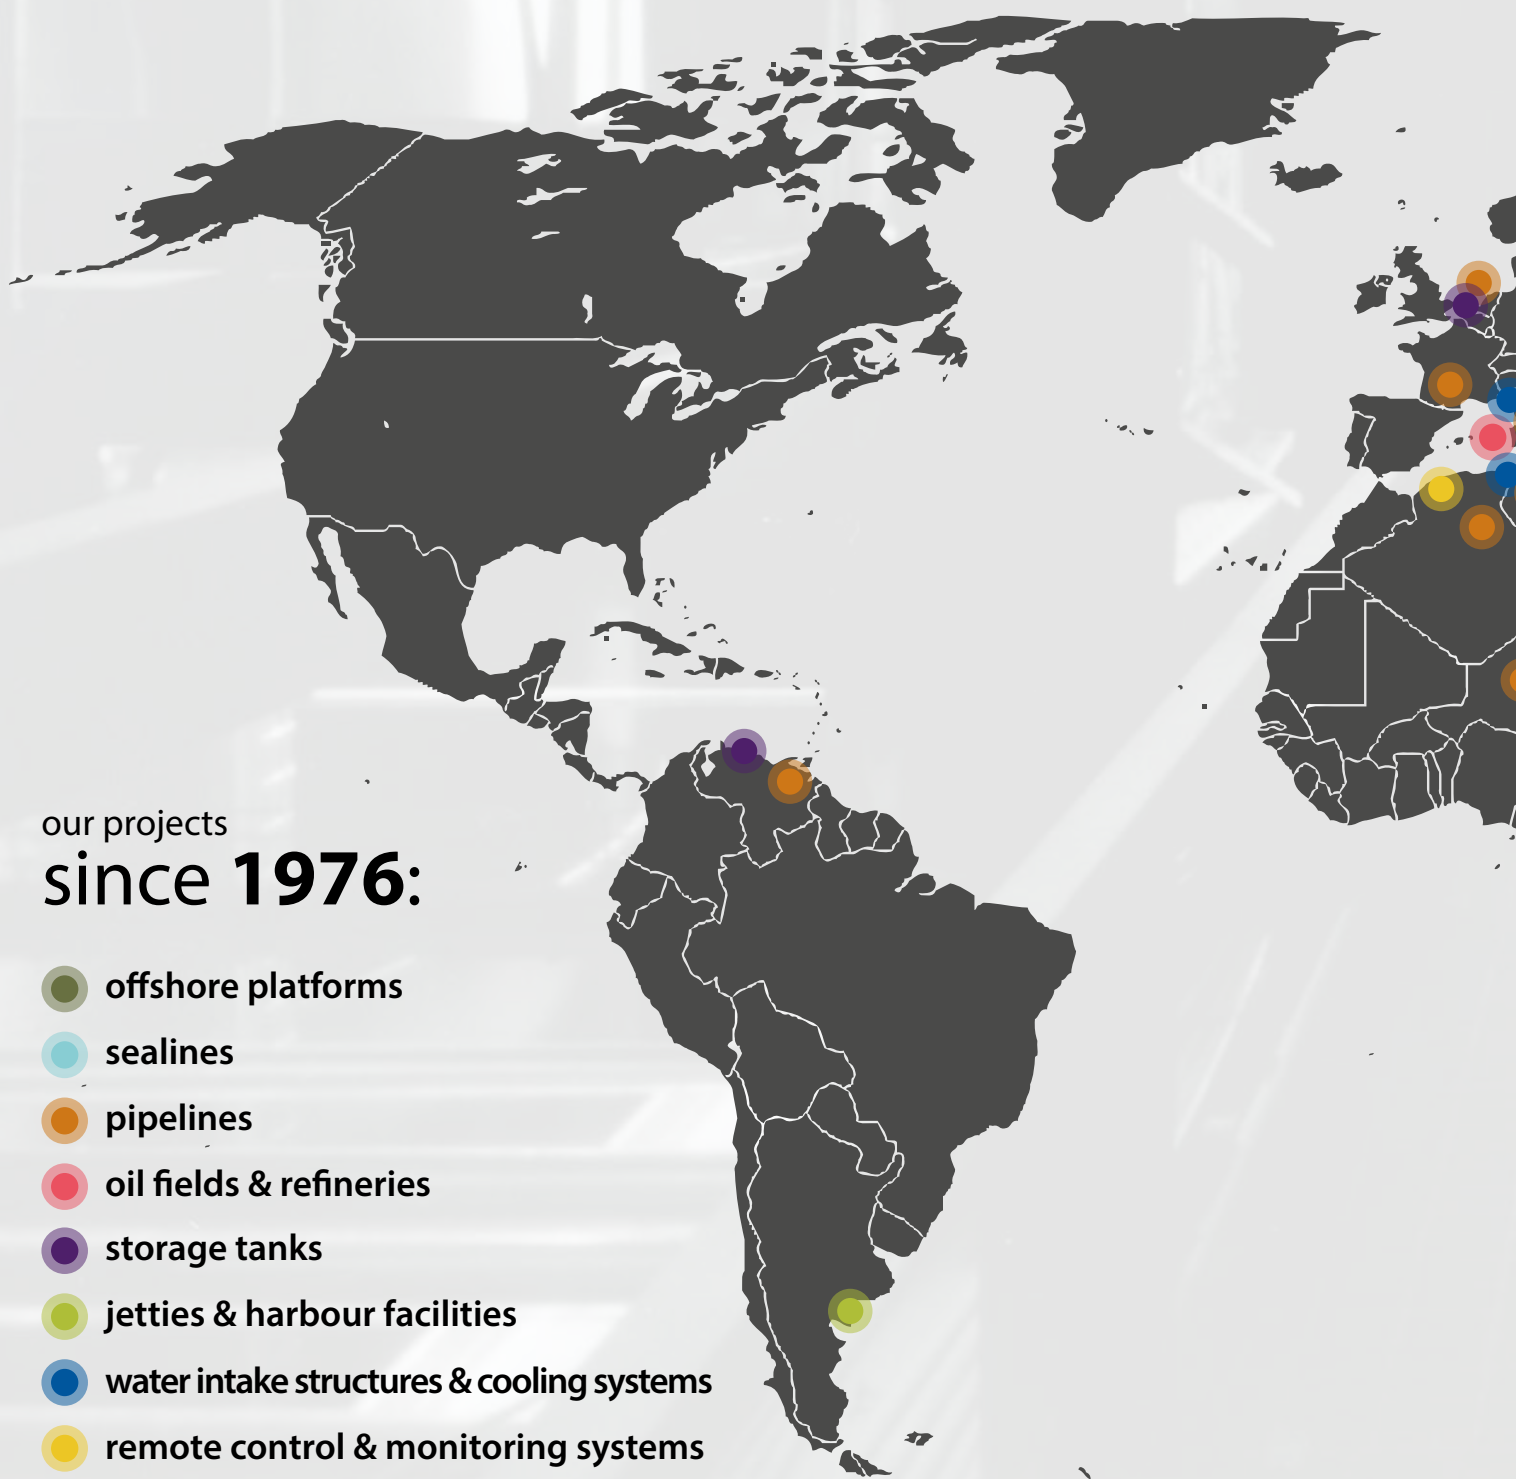 our projects
since 1976:
offshore platforms
sealines
pipelines
oil fields & refineries
storage tanks
jetties & harbour facilities
water intake structures & cooling systems
remote control & monitoring systems